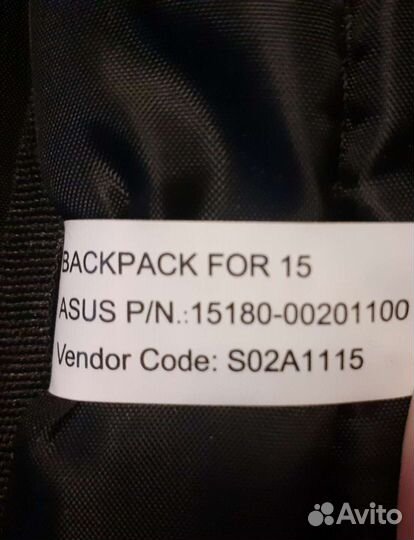 BACKPACK FOR 15
ASUS P/N.:15180-00201100
Vendor Code: S02A1115
Avito